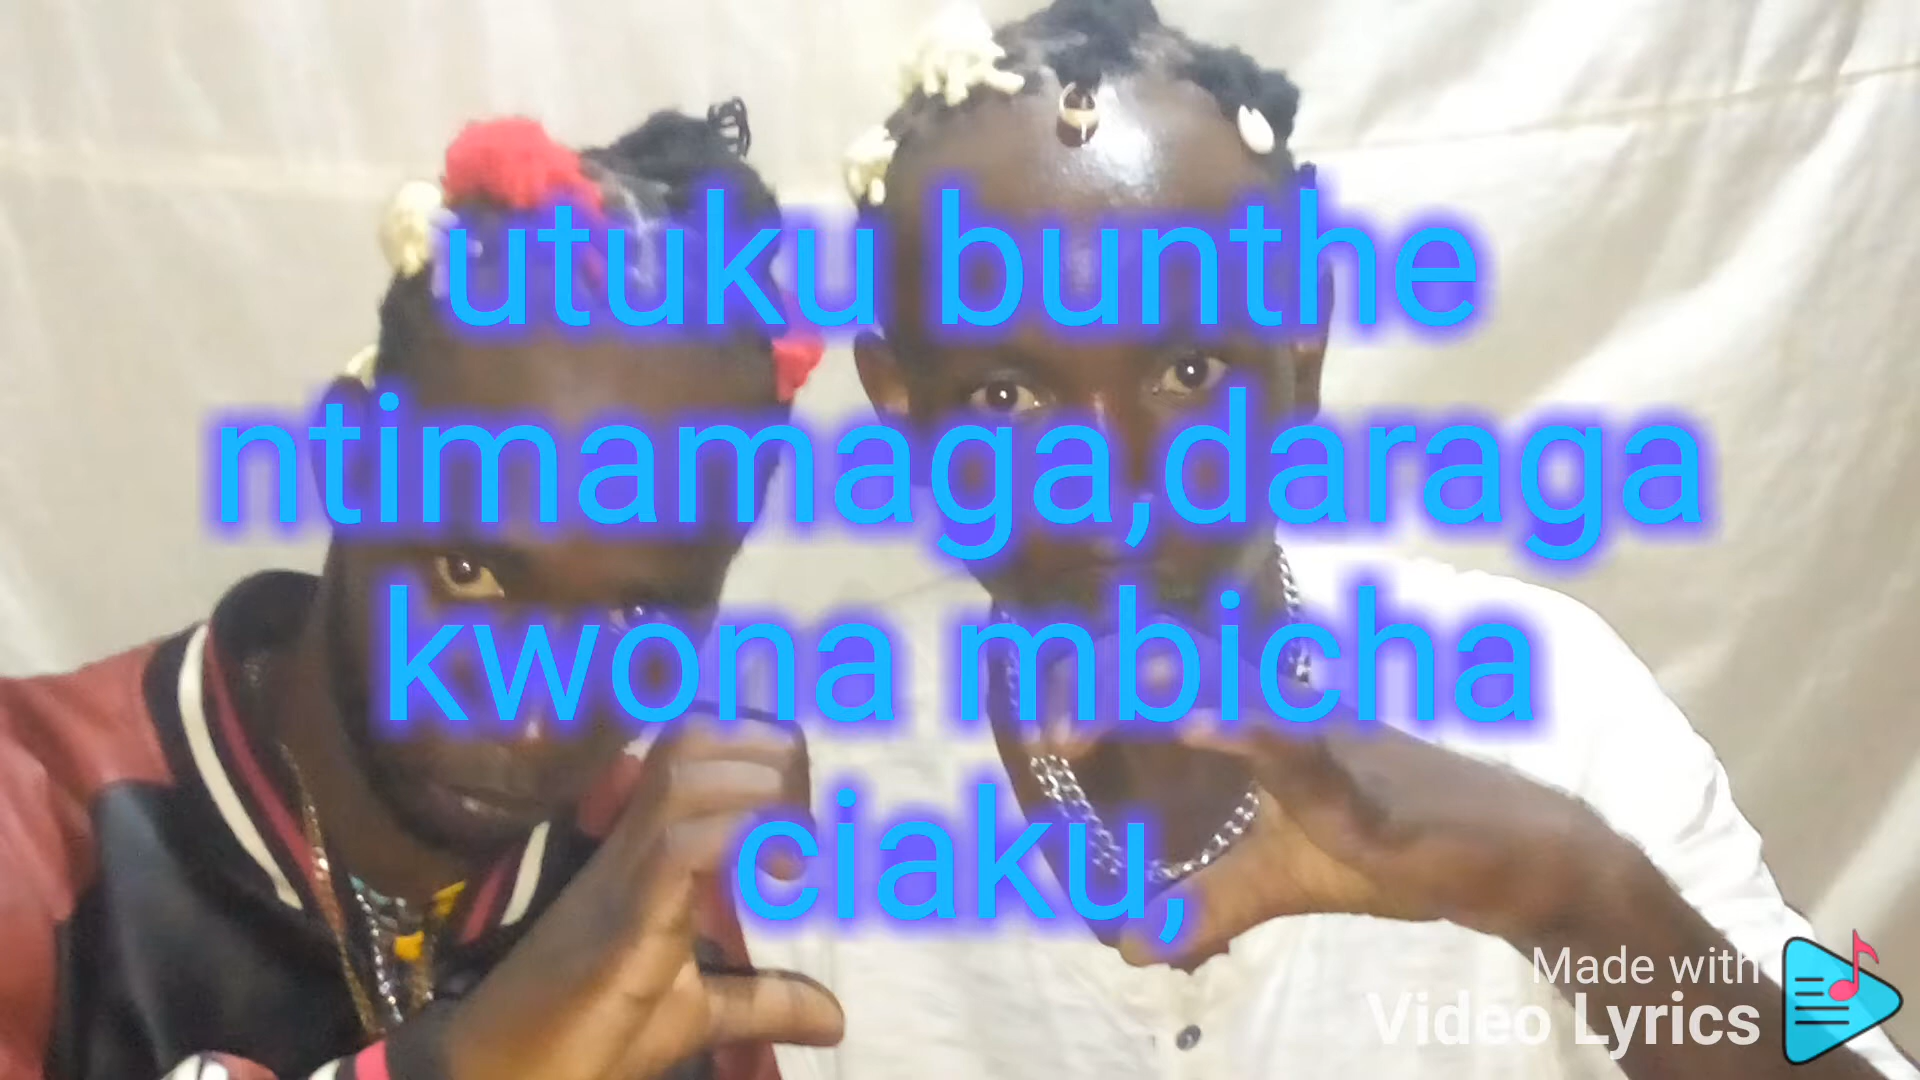 utuku bunthe
ntimamaga,daraga
kwona mbicha
ciaku,
Made with
Video Lyrics